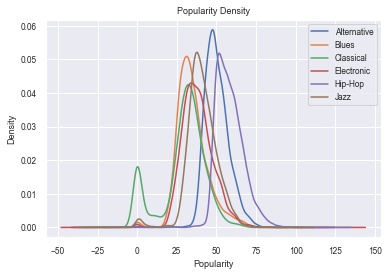 Popularity Density
0.06
0.05
0.04
0.03
0.02
0.01
0.00
Density
−50
−25
0
25
50
75
100
125
150
Popularity
Alternative
Blues
Classical
Electronic
Hip-Hop
Jazz